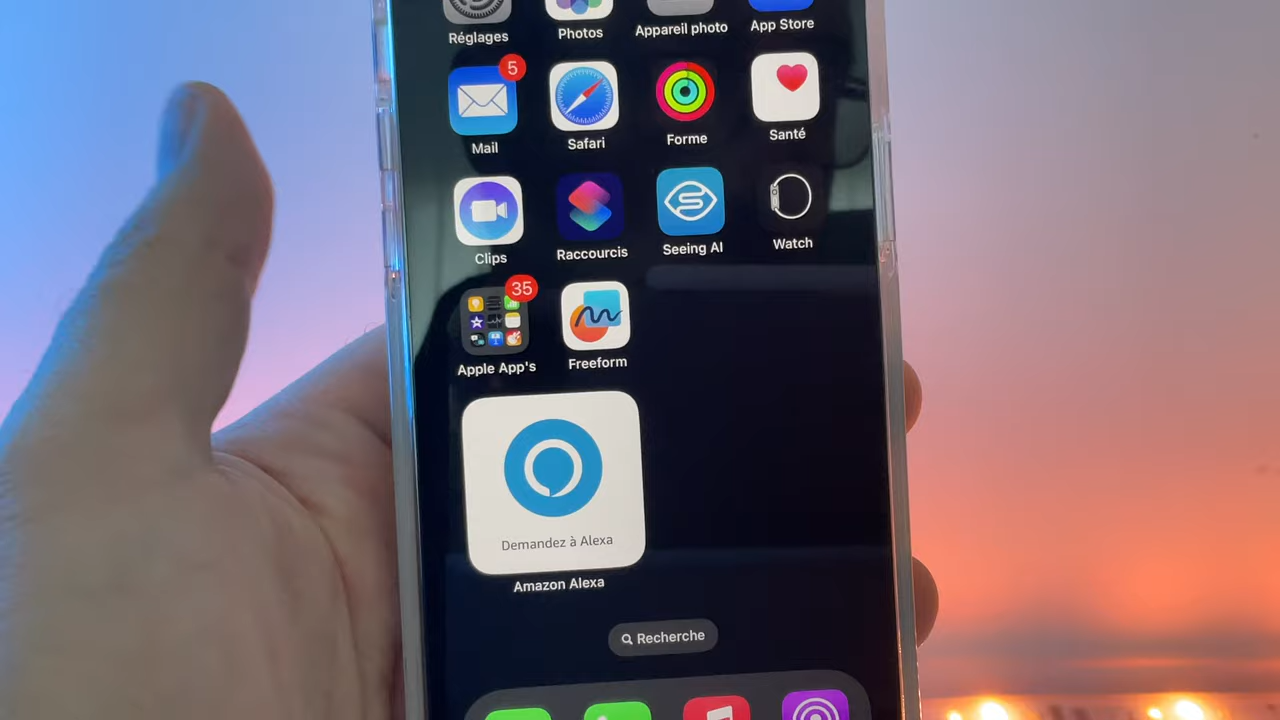 Réglages
Photos
Appareil photo
App Store
5
Mail
Safari
Forme
Santé
Clips
Raccourcis
Seeing AI
Watch
35
Apple App's
Freeform
Demandez à Alexa
Amazon Alexa
Recherche